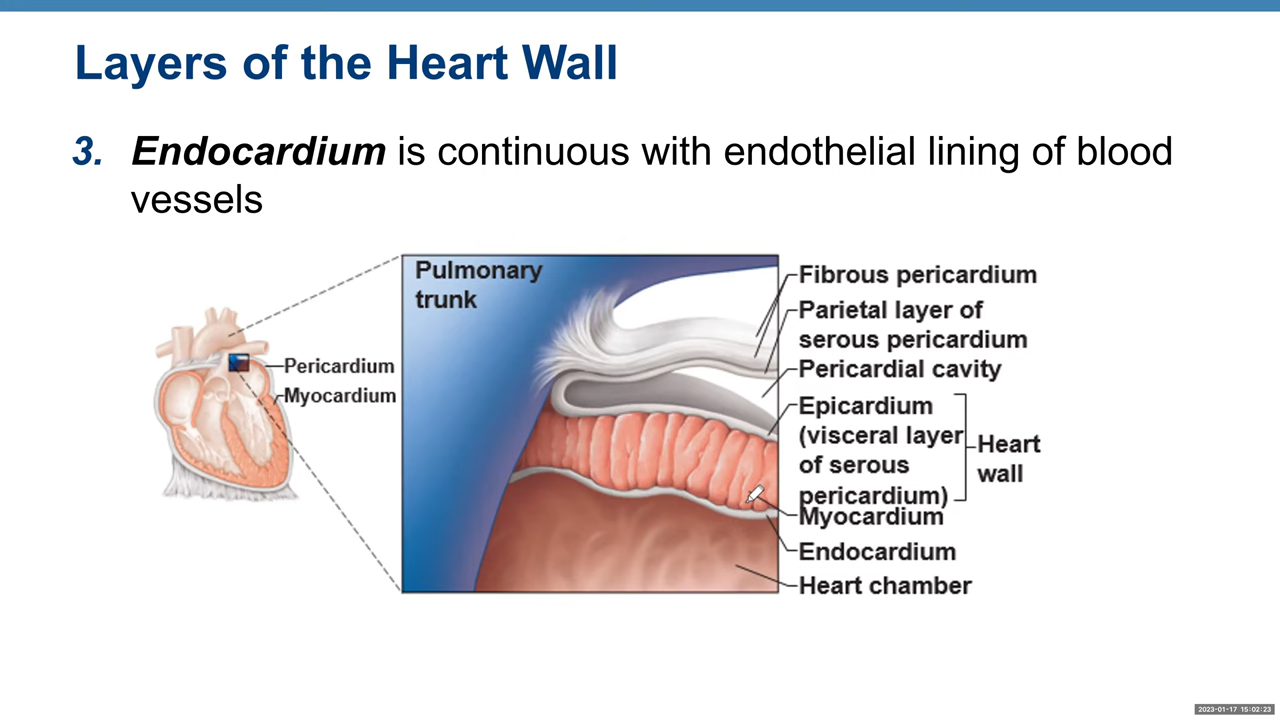 Layers of the Heart Wall
3. Endocardium is continuous with endothelial lining of blood
vessels
Pulmonary
trunk
Pericardium
Myocardium
Fibrous pericardium
Parietal layer of
serous pericardium
Pericardial cavity
Epicardium
(visceral layer
of serous
pericardium)
Heart
wall
Myocardium
Endocardium
Heart chamber
2023-01-17 15:02:23